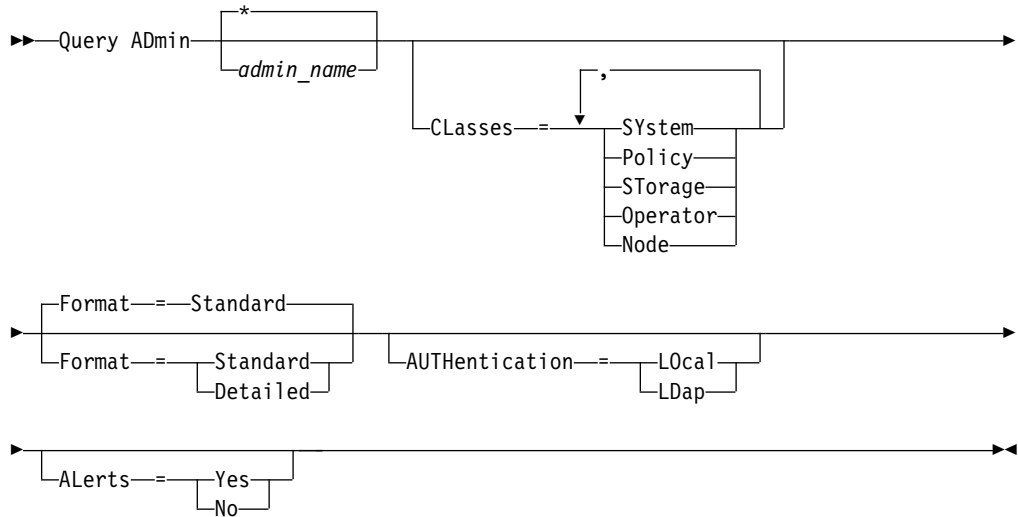 *
Query ADmin
admin_name
,
CLasses = SYstem
Policy
STorage
Operator
Node
Format = Standard
Format = Standard
Detailed
AUTHentication = LOcal
LDap
ALerts = Yes
No